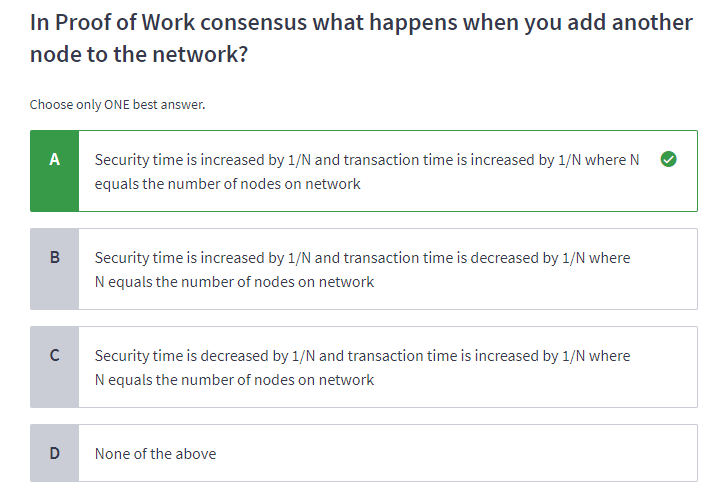 In Proof of Work consensus what happens when you add another
node to the network?
Choose only ONE best answer.
A
Security time is increased by 1/N and transaction time is increased by 1/N where N
equals the number of nodes on network
B
Security time is increased by 1/N and transaction time is decreased by 1/N where
N equals the number of nodes on network
C
Security time is decreased by 1/N and transaction time is increased by 1/N where
N equals the number of nodes on network
D
None of the above